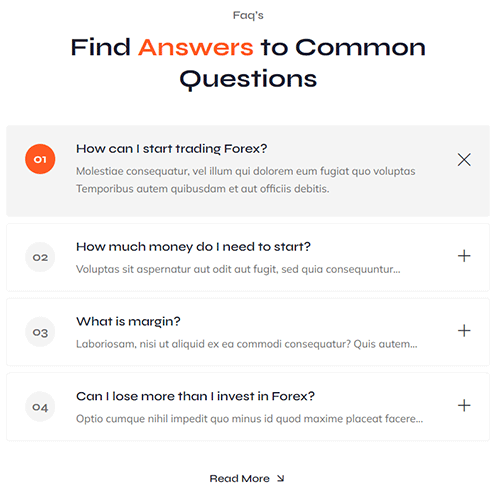 Faq's
Find Answers to Common
Questions
01
How can I start trading Forex?
Molestiae consequatur, vel illum qui dolorem eum fugiat quo voluptas
Temporibus autem quibusdam et aut officiis debitis.
02
How much money do I need to start?
Voluptas sit aspernatur aut odit aut fugit, sed quia consequuntur...
03
What is margin?
Laboriosam, nisi ut aliquid ex ea commodi consequatur? Quis autem...
04
Can I lose more than I invest in Forex?
Optio cumque nihil impedit quo minus id quod maxime placeat facere...
Read More